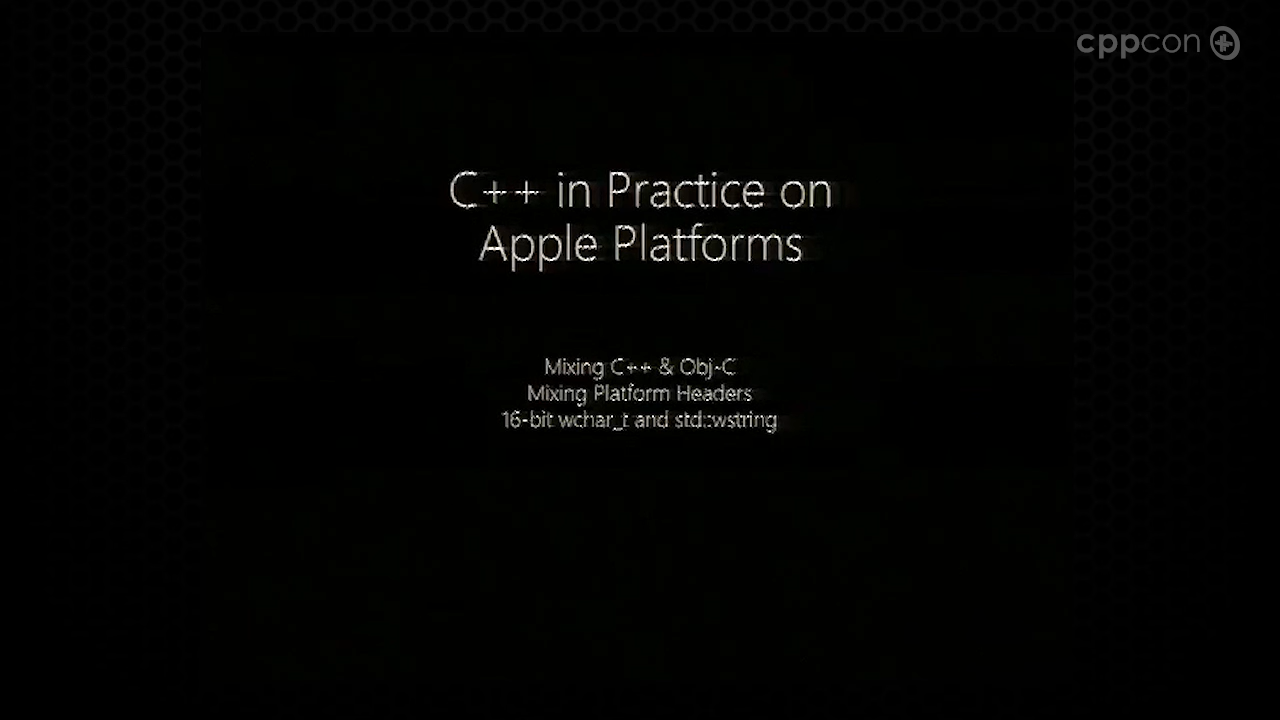 cppcon
C++ in Practice on
Apple Platforms
Mixing C++ & Obj-C
Mixing Platform Headers
16-bit wchar_t and std::wstring